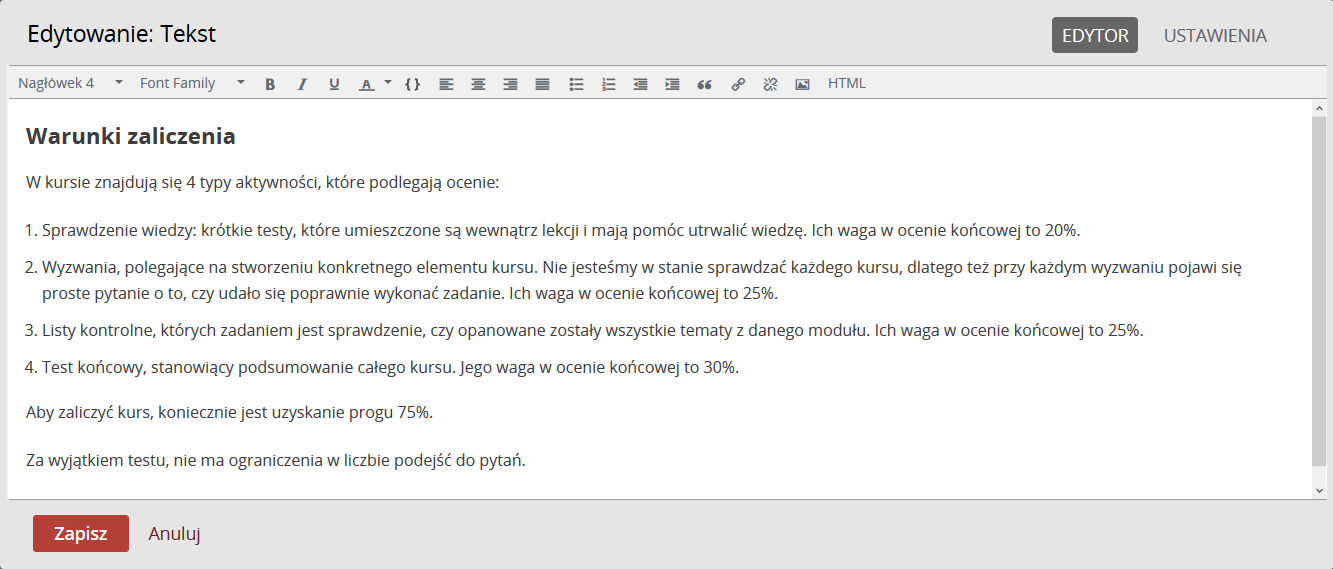 Edytowanie: Tekst
EDYTOR USTAWIENIA
Nagłówek 4 Font Family B I U A {} HTML
Warunki zaliczenia
W kursie znajdują się 4 typy aktywności, które podlegają ocenie:
1. Sprawdzenie wiedzy: krótkie testy, które umieszczone są wewnątrz lekcji i mają pomóc utrwalić wiedzę. Ich waga w ocenie końcowej to 20%.
2. Wyzwania, polegające na stworzeniu konkretnego elementu kursu. Nie jesteśmy w stanie sprawdzać każdego kursu, dlatego też przy każdym wyzwaniu pojawi się
proste pytanie o to, czy udało się poprawnie wykonać zadanie. Ich waga w ocenie końcowej to 25%.
3. Listy kontrolne, których zadaniem jest sprawdzenie, czy opanowane zostały wszystkie tematy z danego modułu. Ich waga w ocenie końcowej to 25%.
4. Test końcowy, stanowiący podsumowanie całego kursu. Jego waga w ocenie końcowej to 30%.
Aby zaliczyć kurs, koniecznie jest uzyskanie progu 75%.
Za wyjątkiem testu, nie ma ograniczenia w liczbie podejść do pytań.
Zapisz Anuluj